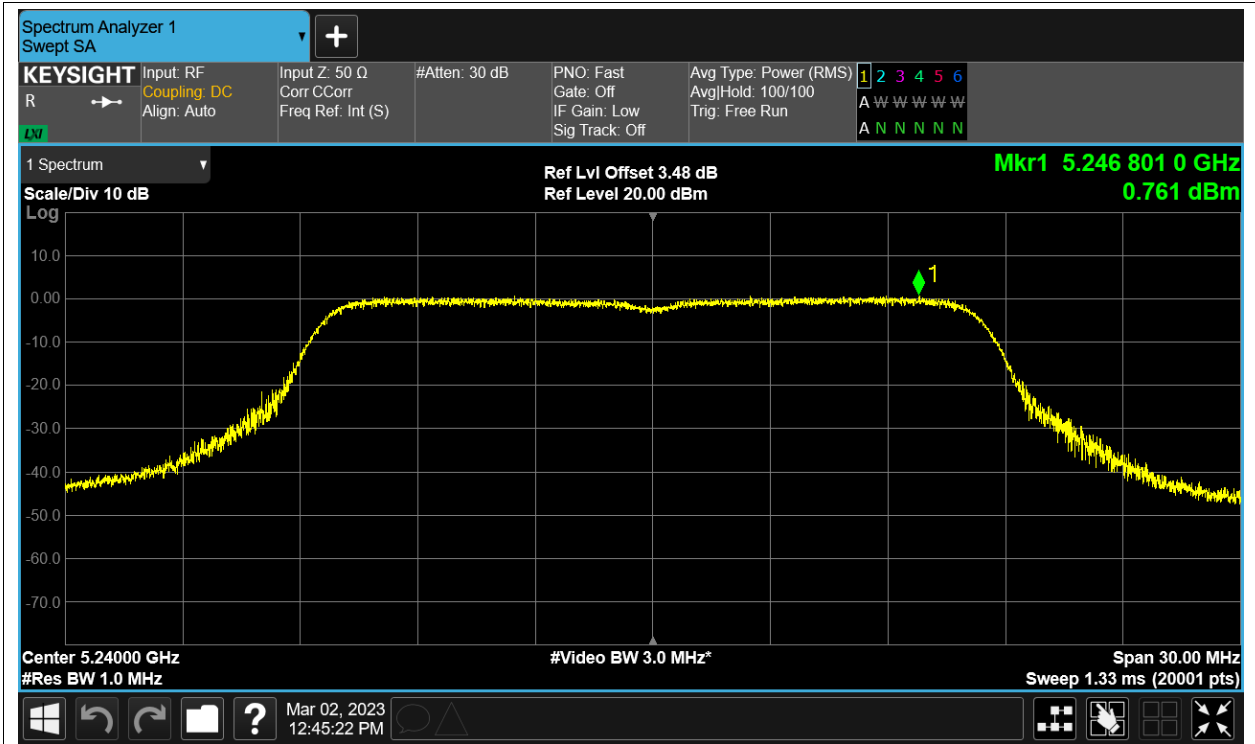 Spectrum Analyzer 1
Swept SA
KEYSIGHT
R
LXI
Input: RF
Coupling: DC
Align: Auto
Input Z: 50 Ω
Corr CCorr
Freq Ref: Int (S)
#Atten: 30 dB
PNO: Fast
Gate: Off
IF Gain: Low
Sig Track: Off
Avg Type: Power (RMS)
Avg|Hold: 100/100
Trig: Free Run
1 2 3 4 5 6
A W W W W W
A N N N N N
1 Spectrum
Scale/Div 10 dB
Log
Ref Lvl Offset 3.48 dB
Ref Level 20.00 dBm
Mkr1 5.246 801 0 GHz
0.761 dBm
10.0
0.00
-10.0
-20.0
-30.0
-40.0
-50.0
-60.0
-70.0
1
Center 5.24000 GHz
#Res BW 1.0 MHz
#Video BW 3.0 MHz*
Span 30.00 MHz
Sweep 1.33 ms (20001 pts)
?
Mar 02, 2023
12:45:22 PM